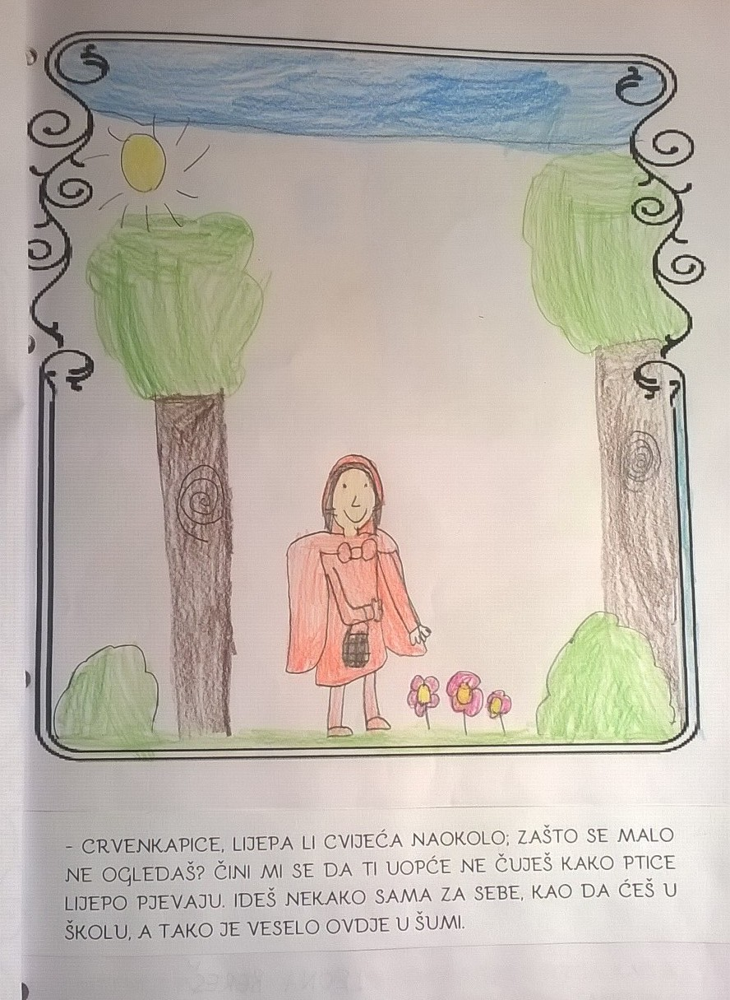 - CRVENKAPICE, LIJEPA LI CVIJEĆA NAOKOLO; ZAŠTO SE MALO
NE OGLEDAŠ? ČINI MI SE DA TI UOPĆE NE ČUJEŠ KAKO PTICE
LIJEPO PJEVAJU. IDEŠ NEKAKO SAMA ZA SEBE, KAO DA ĆEŠ U
ŠKOLU, A TAKO JE VESELO OVDJE U ŠUMI.